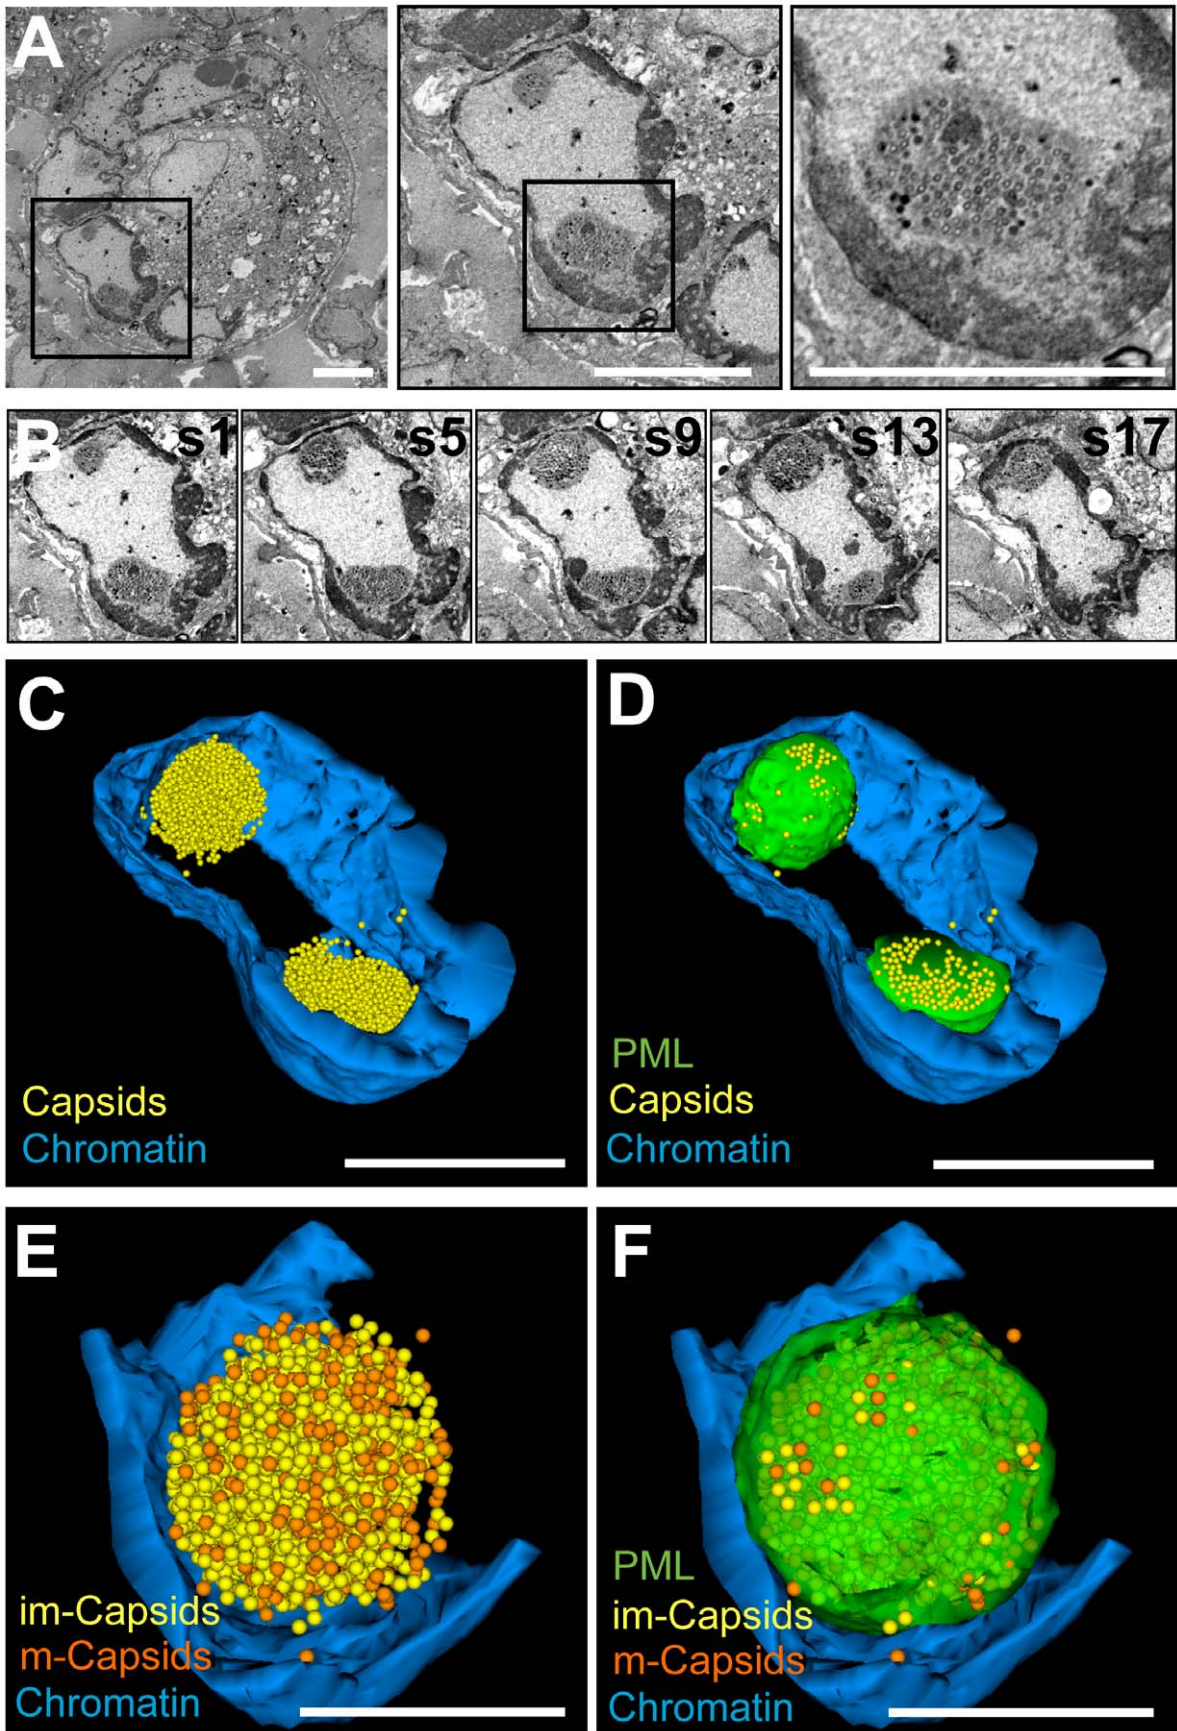 A
B
s1
s5
s9
s13
s17
C
Capsids
Chromatin
D
PML
Capsids
Chromatin
E
im-Capsids
m-Capsids
Chromatin
F
PML
im-Capsids
m-Capsids
Chromatin